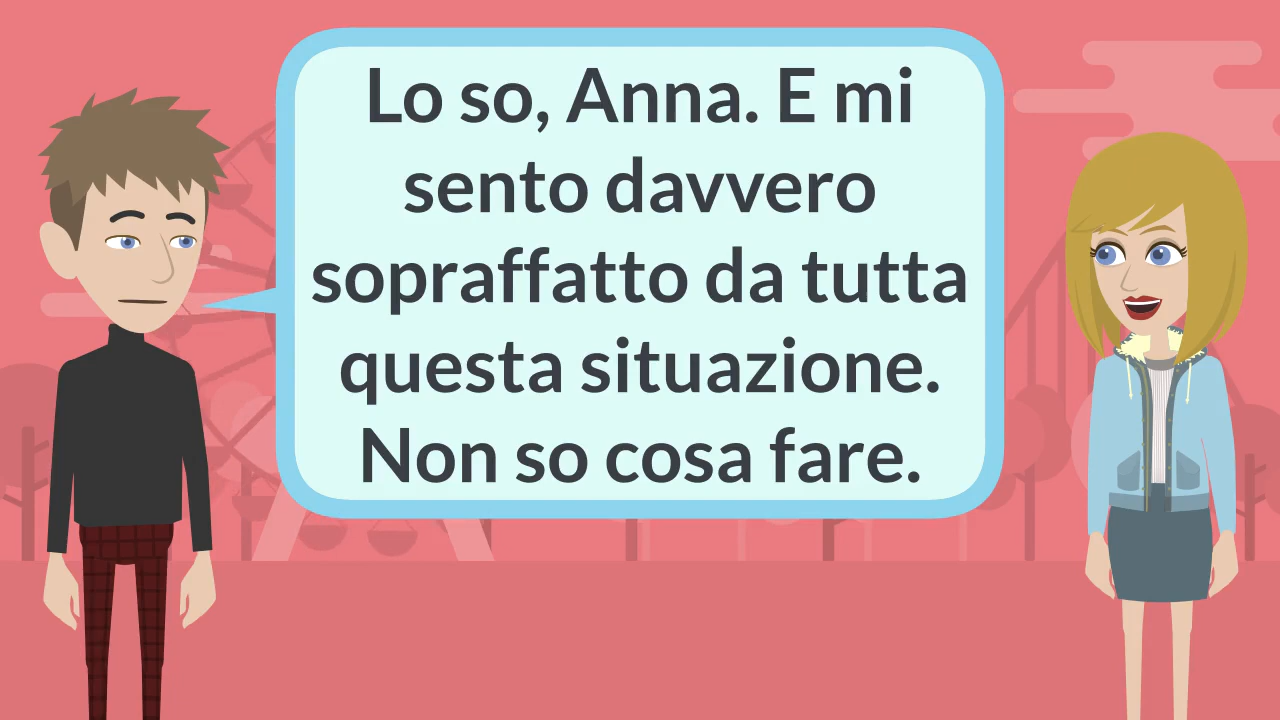 Lo so, Anna. E mi
sento davvero
sopraffatto da tutta
questa situazione.
Non so cosa fare.